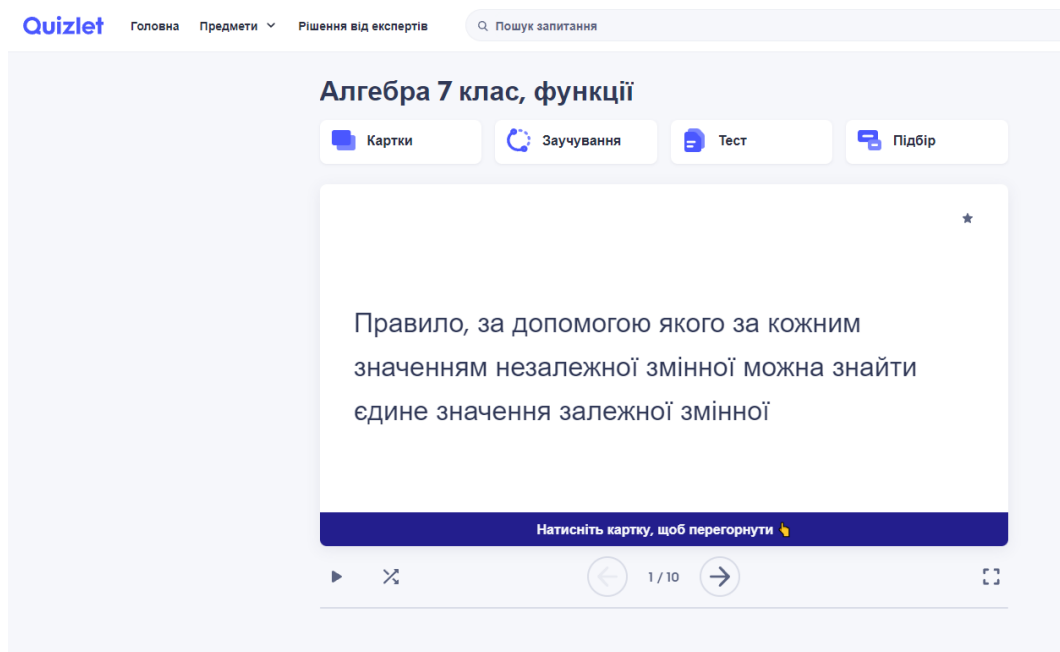 Quizlet Головна Предмети Рішення від експертів Пошук запитання
Алгебра 7 клас, функції
Картки Заучування Тест Підбір
Правило, за допомогою якого за кожним
значенням незалежної змінної можна знайти
єдине значення залежної змінної
Натисніть картку, щоб перегорнути 👆
1 / 10